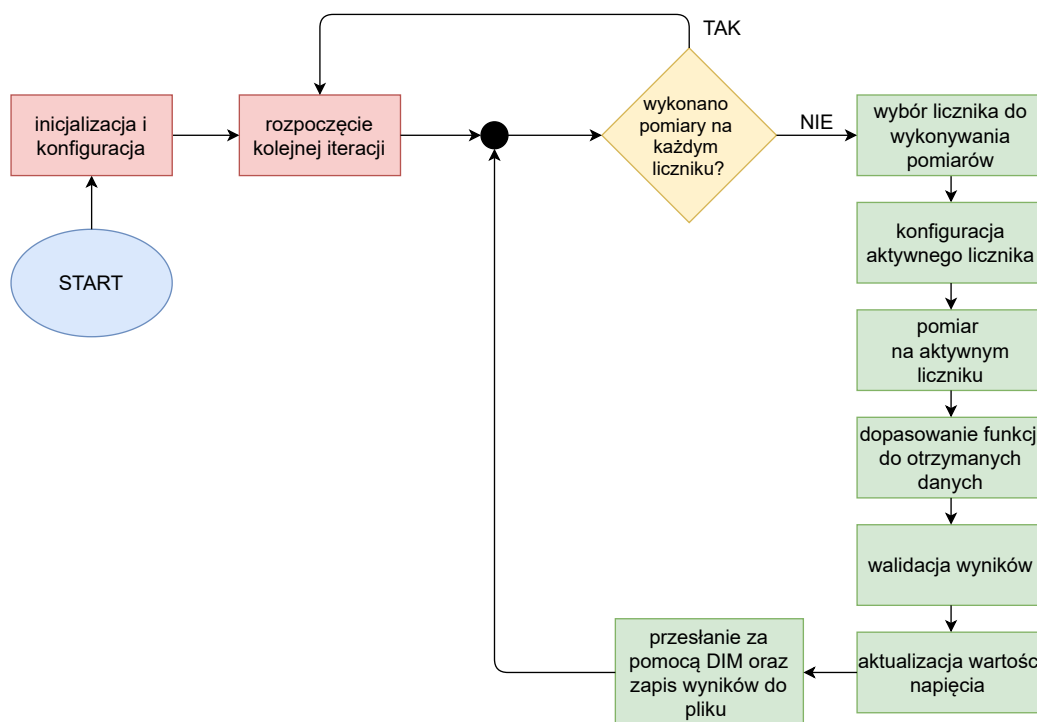 TAK
inicjalizacja i
konfiguracja
rozpoczęcie
kolejnej iteracji
wykonano
pomiary na
każdym
liczniku?
NIE
wybór licznika do
wykonywania
pomiarów
START
konfiguracja
aktywnego licznika
pomiar
na aktywnym
liczniku
dopasowanie funkcj
do otrzymanych
danych
walidacja wyników
przesłanie za
pomocą DIM oraz
zapis wyników do
pliku
aktualizacja wartośc
napięcia